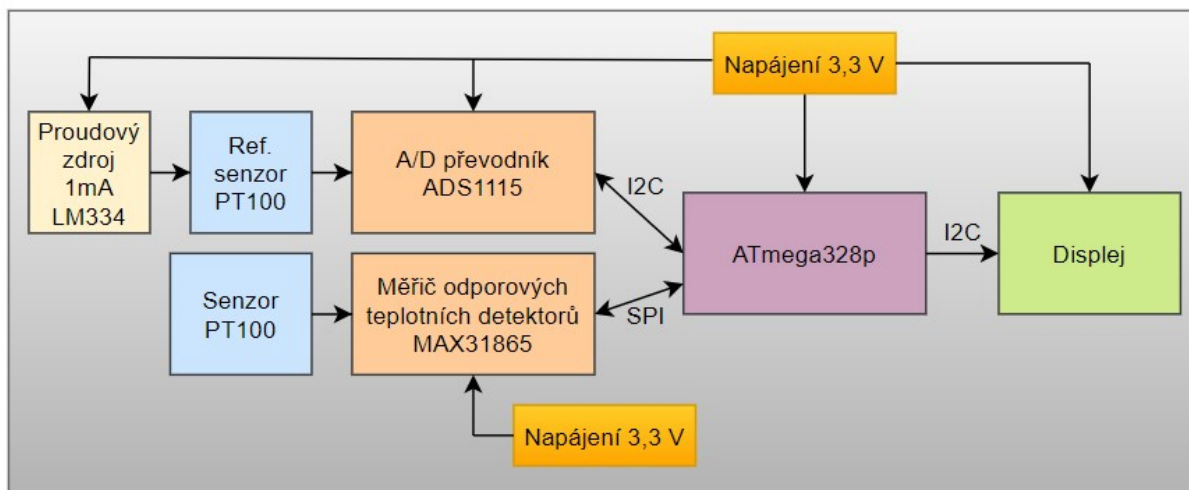 Napájení 3,3 V
Proudový
zdroj
1mA
LM334
Ref.
senzor
PT100
A/D převodník
ADS1115
I2C
ATmega328p
I2C
Displej
Senzor
PT100
Měřič odporových
teplotních detektorů
MAX31865
SPI
Napájení 3,3 V